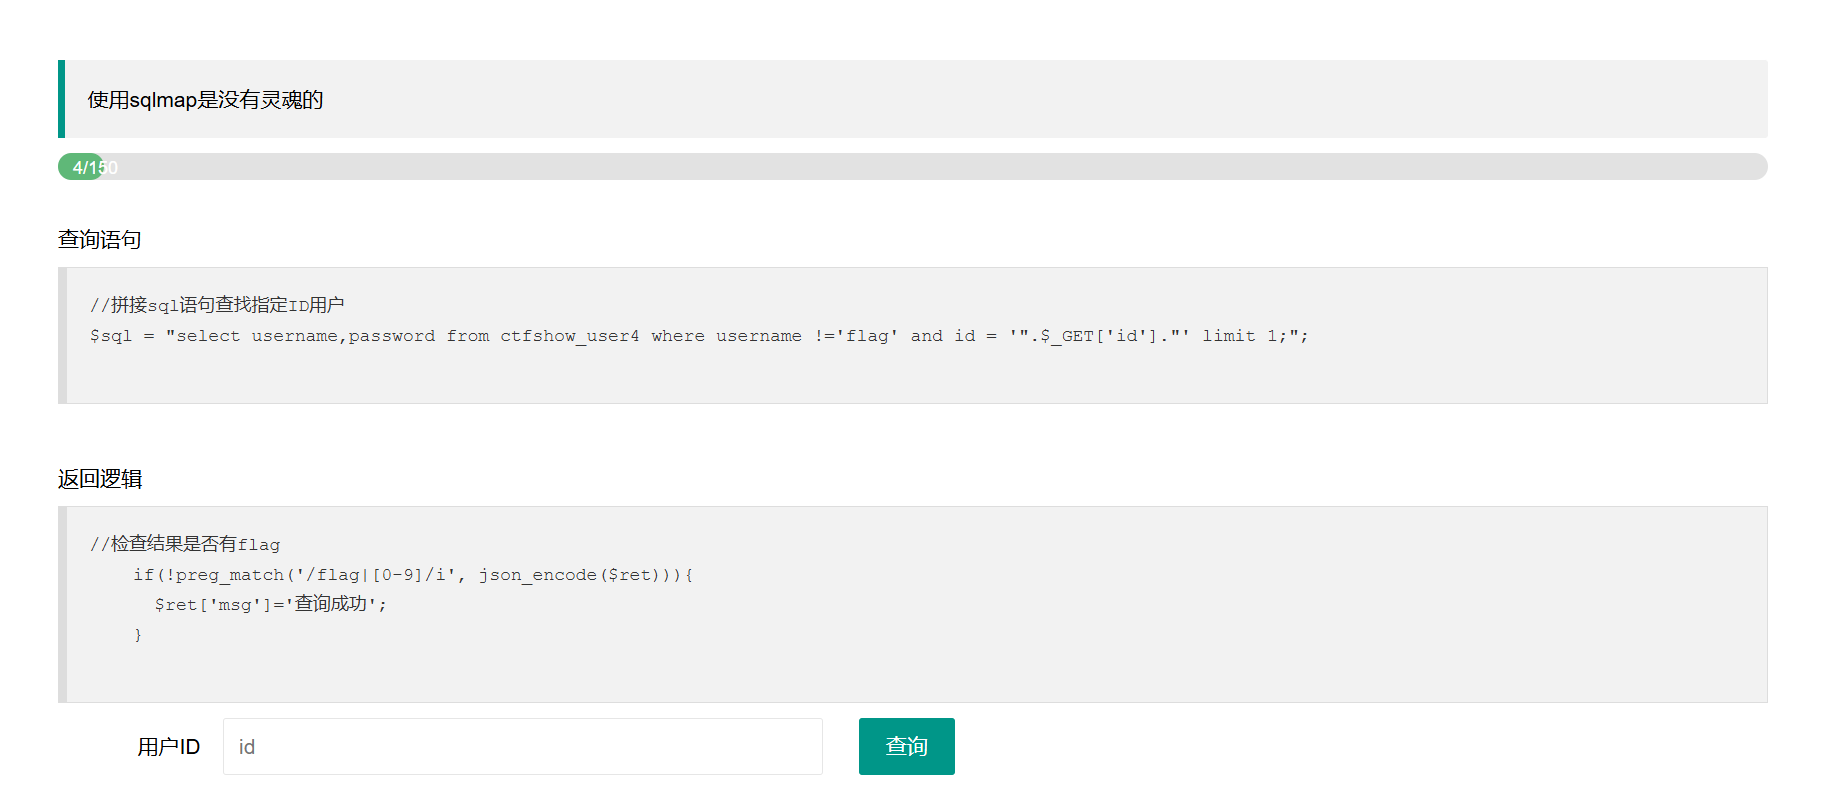 使用sqlmap是没有灵魂的
4/150
查询语句
//拼接sql语句查找指定ID用户
$sql = "select username,password from ctfshow_user4 where username !='flag' and id = '".$_GET['id']."' limit 1;";
返回逻辑
//检查结果是否有flag
    if(!preg_match('/flag|[0-9]/i', json_encode($ret))){
      $ret['msg']='查询成功';
    }
用户ID id 查询